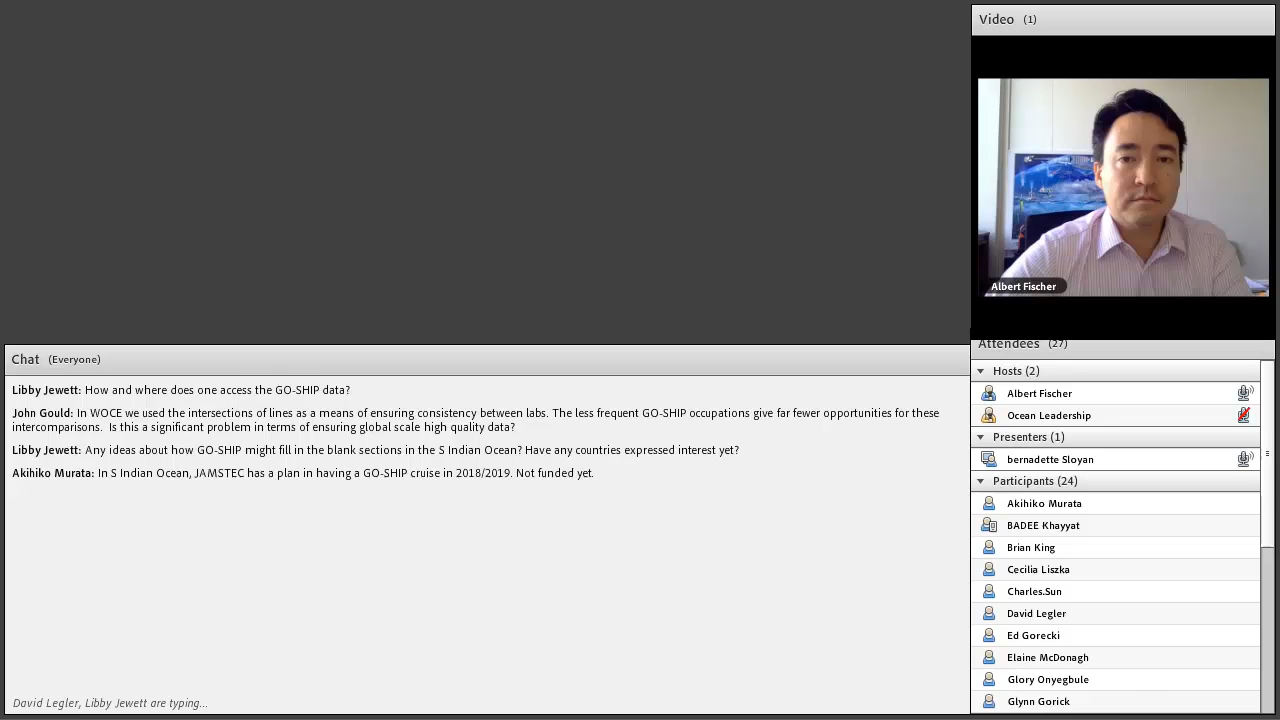 Video (1)
Albert Fischer
Chat (Everyone)
Libby Jewett: How and where does one access the GO-SHIP data?
John Gould: In WOCE we used the intersections of lines as a means of ensuring consistency between labs. The less frequent GO-SHIP occupations give far fewer opportunities for these
intercomparisons. Is this a significant problem in terms of ensuring global scale high quality data?
Libby Jewett: Any ideas about how GO-SHIP might fill in the blank sections in the S Indian Ocean? Have any countries expressed interest yet?
Akihiko Murata: In S Indian Ocean, JAMSTEC has a plan in having a GO-SHIP cruise in 2018/2019. Not funded yet.
David Legler, Libby Jewett are typing...
Attendees (27)
Hosts (2)
Albert Fischer
Ocean Leadership
Presenters (1)
bernadette Sloyan
Participants (24)
Akihiko Murata
BADEE Khayyat
Brian King
Cecilia Liszka
Charles.Sun
David Legler
Ed Gorecki
Elaine McDonagh
Glory Onyegbule
Glynn Gorick